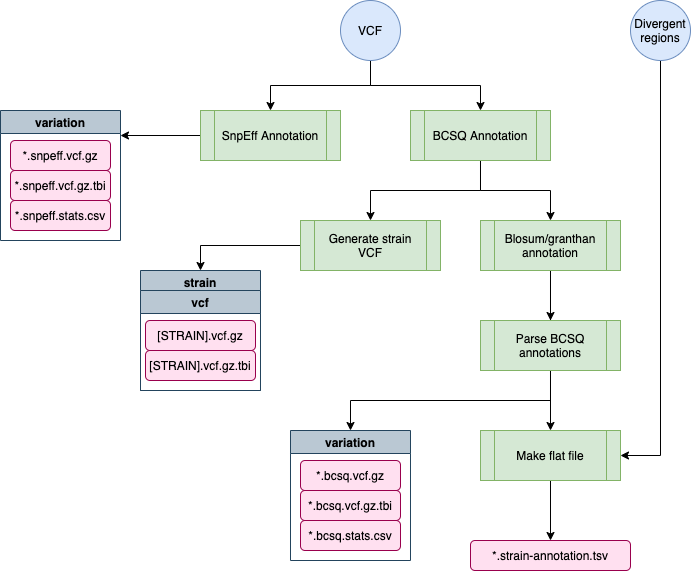 VCF
Divergent
regions
variation
*.snpeff.vcf.gz
*.snpeff.vcf.gz.tbi
*.snpeff.stats.csv
SnpEff Annotation
BCSQ Annotation
Generate strain
VCF
Blosum/granthan
annotation
strain
vcf
[STRAIN].vcf.gz
[STRAIN].vcf.gz.tbi
Parse BCSQ
annotations
variation
*.bcsq.vcf.gz
*.bcsq.vcf.gz.tbi
*.bcsq.stats.csv
Make flat file
*.strain-annotation.tsv